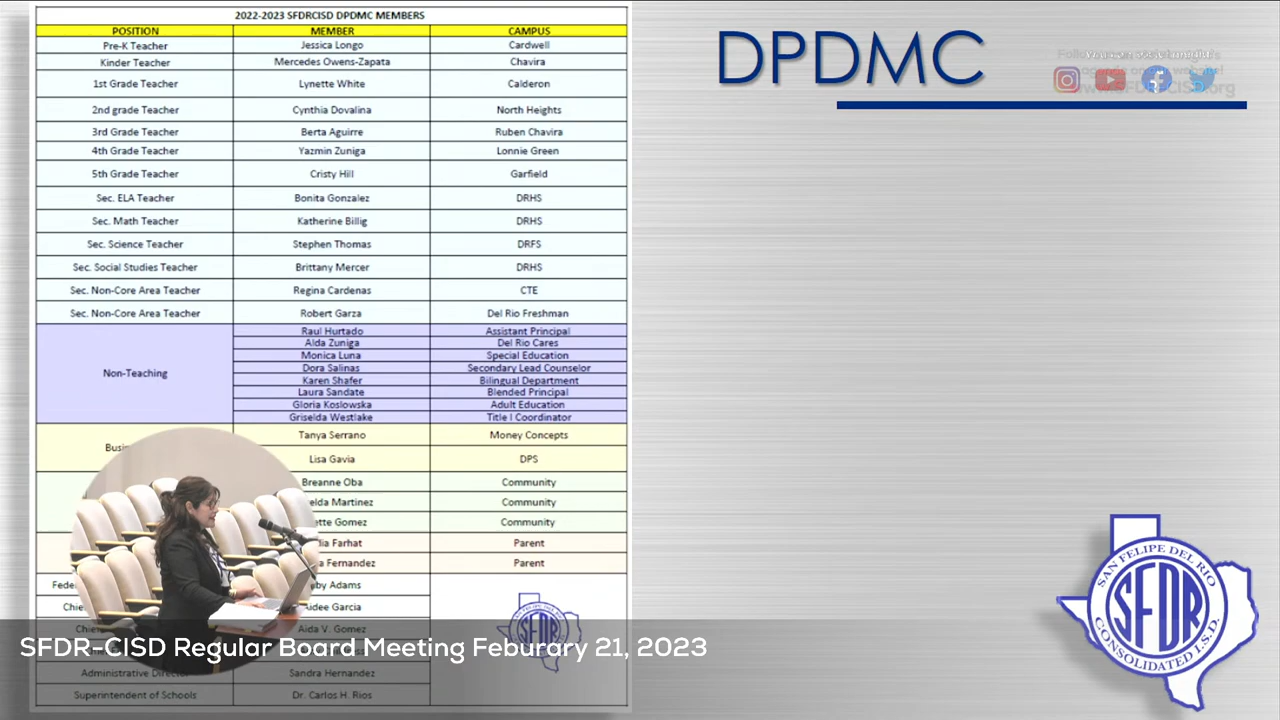 2022-2023 SFDRCISD DPDMC MEMBERS
POSITION MEMBER CAMPUS
Pre-K Teacher Jessica Longo Cardwell
Kinder Teacher Mercedes Owens-Zapata Chavira
1st Grade Teacher Lynette White Calderon
2nd grade Teacher Cynthia Dovalina North Heights
3rd Grade Teacher Berta Aguirre Ruben Chavira
4th Grade Teacher Yazmin Zuniga Lonnie Green
5th Grade Teacher Cristy Hill Garfield
Sec. ELA Teacher Bonita Gonzalez DRHS
Sec. Math Teacher Katherine Billig DRHS
Sec. Science Teacher Stephen Thomas DRFS
Sec. Social Studies Teacher Brittany Mercer DRHS
Sec. Non-Core Area Teacher Regina Cardenas CTE
Sec. Non-Core Area Teacher Robert Garza Del Rio Freshman
Non-Teaching
Raul Hurtado Assistant Principal
Alda Zuniga Del Rio Cares
Monica Luna Special Education
Dora Salinas Secondary Lead Counselor
Karen Shafer Bilingual Department
Laura Sandate Blended Principal
Gloria Koslowska Adult Education
Griselda Westlake Title I Coordinator
Tanya Serrano Money Concepts
Lisa Gavia DPS
Breanne Oba Community
Martinez Community
Gomez Community
Farhat Parent
Fernandez Parent
Adams
Garcia
Aida V. Gomez
Administrative Sandra Hernandez
Superintendent of Schools Dr. Carlos H. Rios
DPDMC
SFDR-CISD Regular Board Meeting Feburary 21, 2023
SAN FELIPE DEL RIO
SFDR
CONSOLIDATED I.S.D.